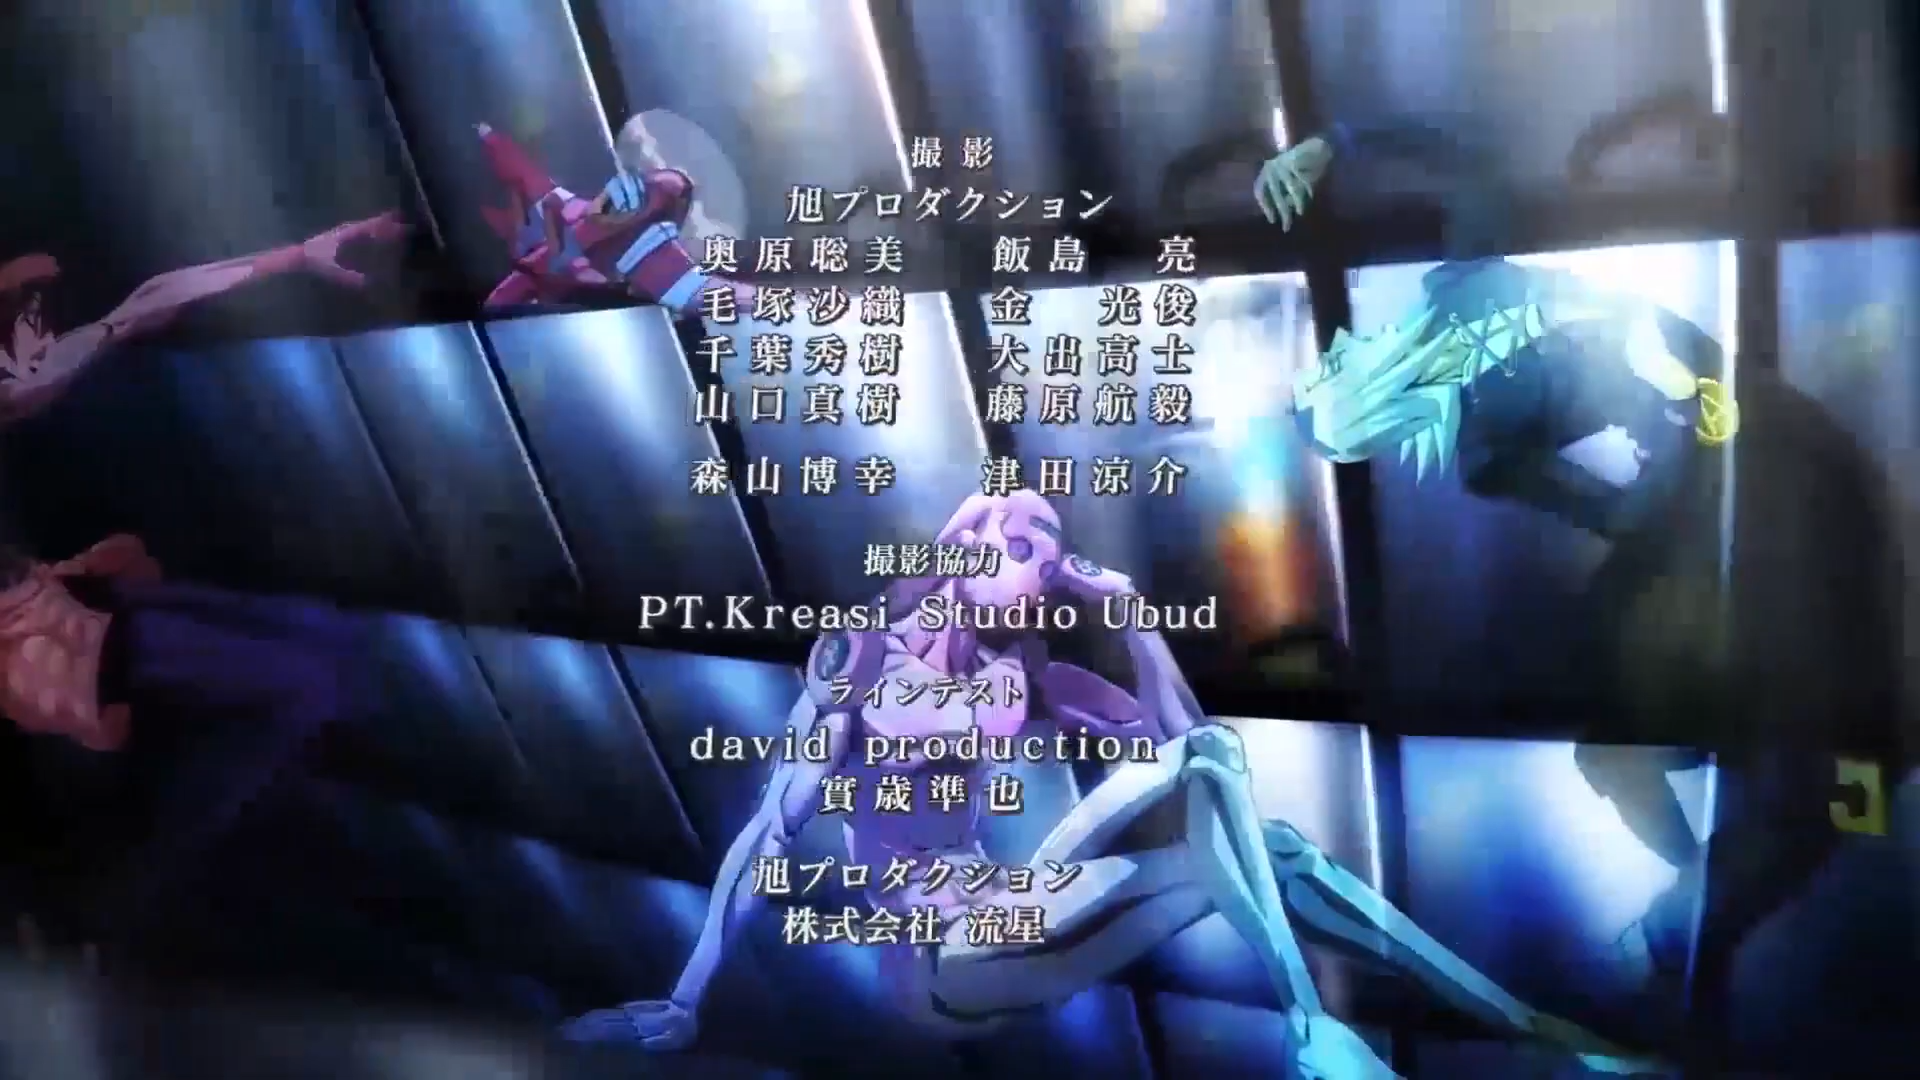 撮影
旭プロダクション
奥原聡美 飯島 亮
毛塚沙織 金 光俊
千葉秀樹 大出高士
山口真樹 藤原航毅
森山博幸 津田涼介
撮影協力
PT.Kreasi Studio Ubud
ラインテスト
david production
實歳準也
旭プロダクション
株式会社 流星